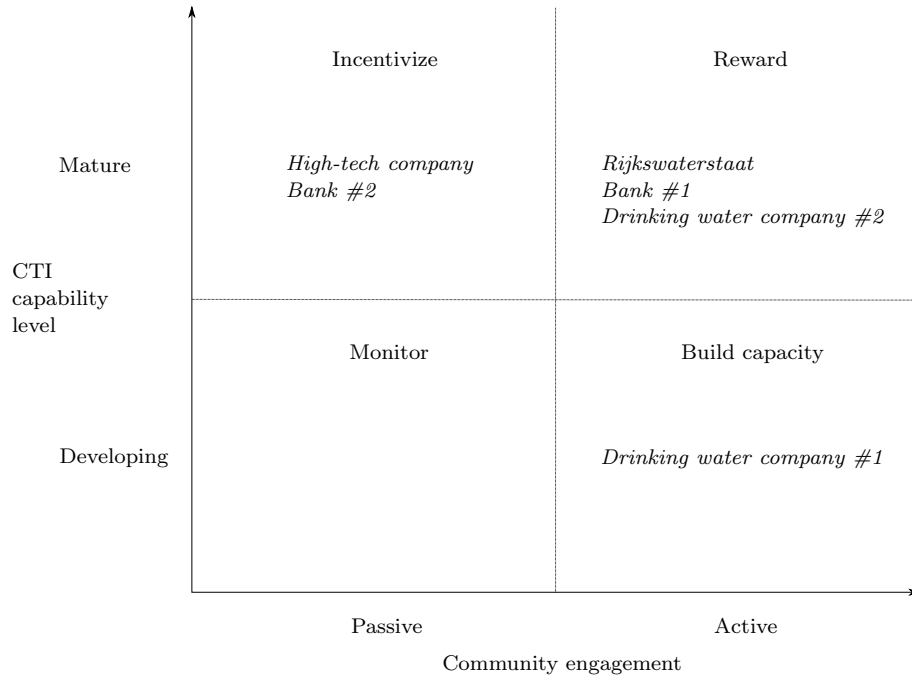 Incentivize
Reward
Mature
High-tech company
Bank #2
Rijkswaterstaat
Bank #1
Drinking water company #2
CTI
capability
level
Monitor
Build capacity
Developing
Drinking water company #1
Passive
Active
Community engagement